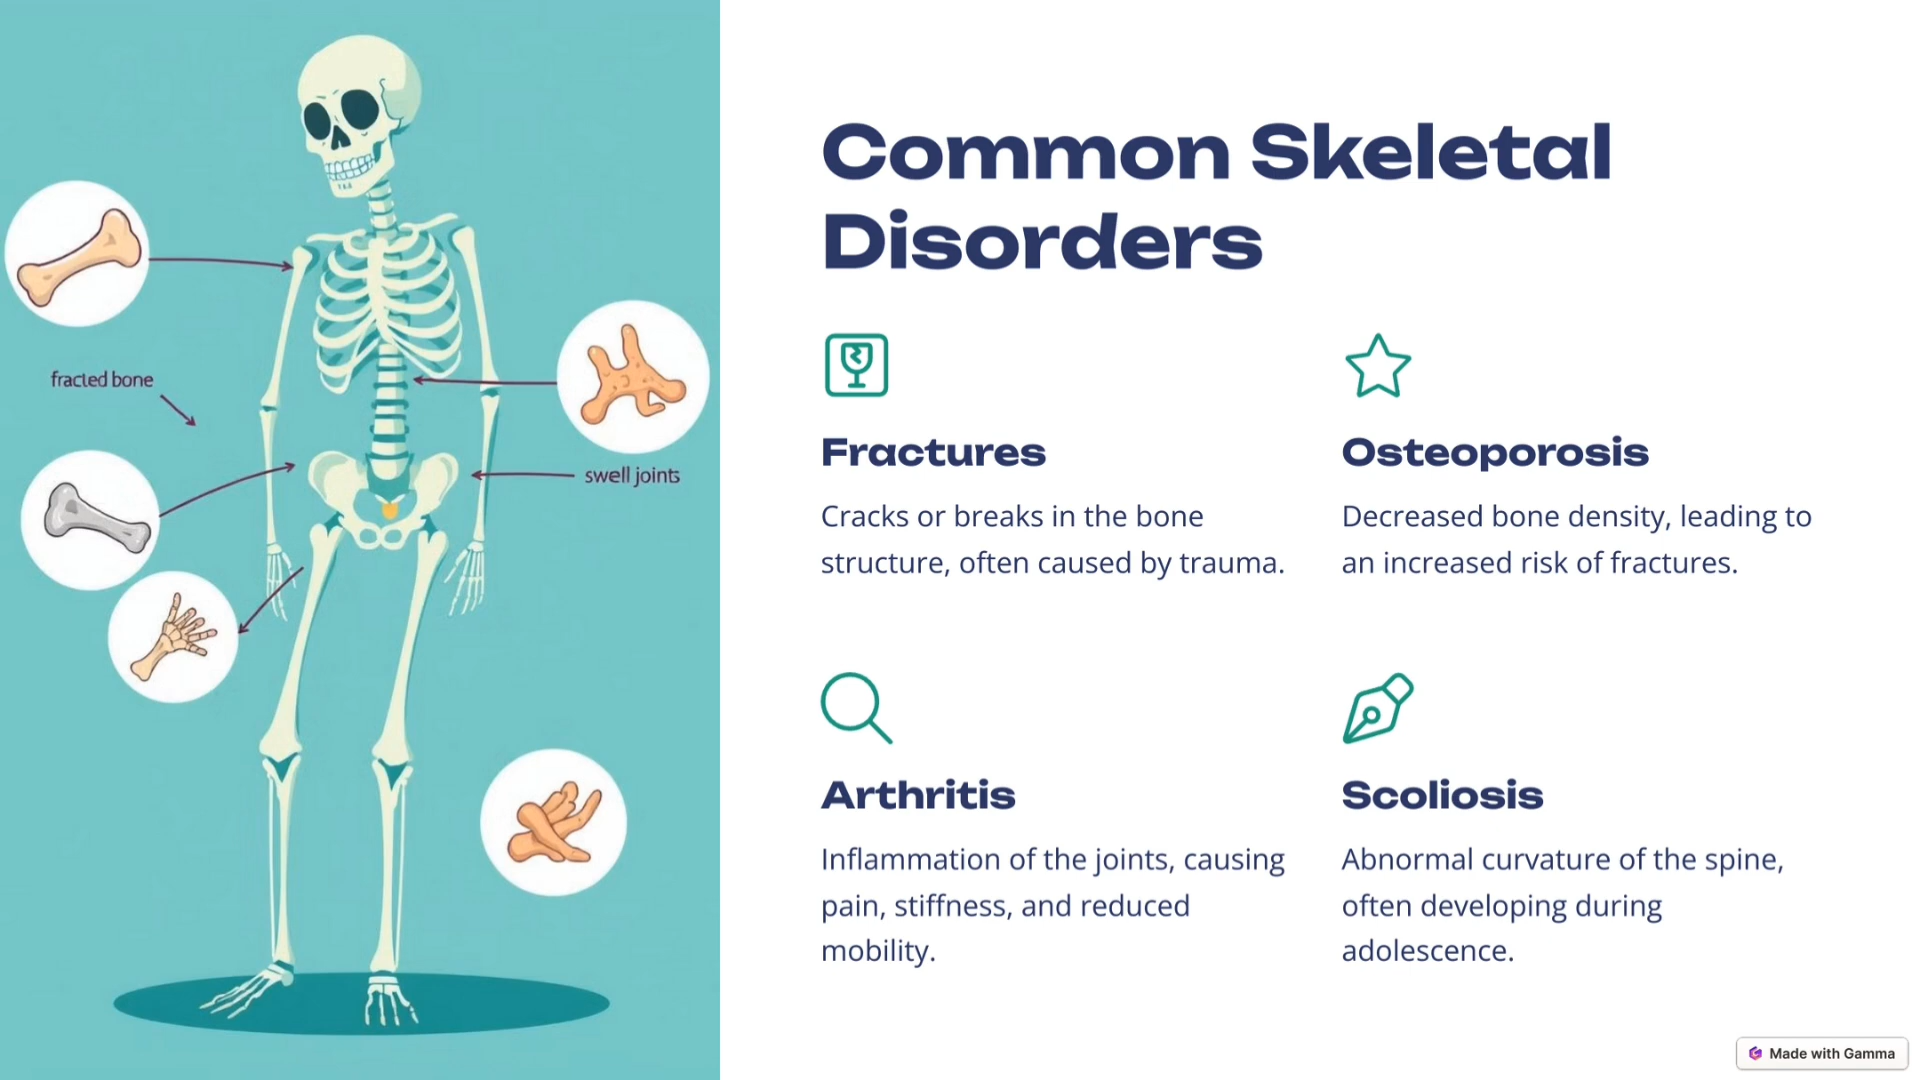 fracted bone
swell joints
Common Skeletal
Disorders
Fractures
Cracks or breaks in the bone
structure, often caused by trauma.
Osteoporosis
Decreased bone density, leading to
an increased risk of fractures.
Arthritis
Inflammation of the joints, causing
pain, stiffness, and reduced
mobility.
Scoliosis
Abnormal curvature of the spine,
often developing during
adolescence.
Made with Gamma